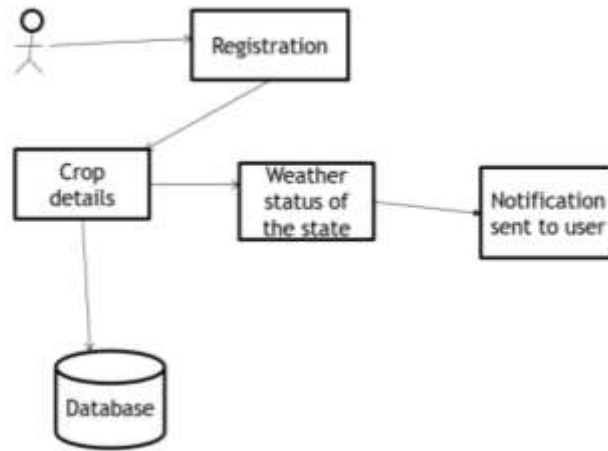 Registration
Crop
details
Weather
status of
the state
Notification
sent to user
Database